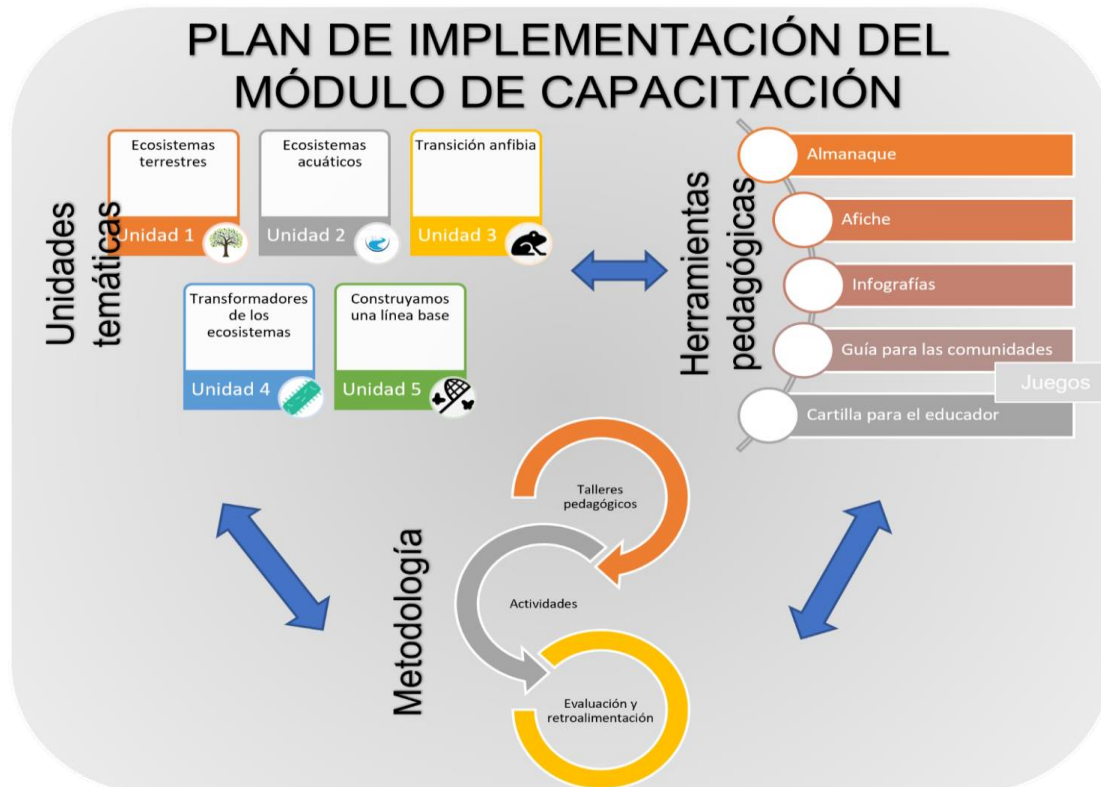 PLAN DE IMPLEMENTACIÓN DEL
MÓDULO DE CAPACITACIÓN
Unidades
temáticas
Ecosistemas
terrestres
Unidad 1
Ecosistemas
acuáticos
Unidad 2
Transición anfibia
Unidad 3
Transformadores
de los
ecosistemas
Unidad 4
Construyamos
una línea base
Unidad 5
Herramientas
pedagógicas
Almanaque
Afiche
Infografías
Guía para las comunidades
Juegos
Cartilla para el educador
Metodología
Talleres
pedagógicos
Actividades
Evaluación y
retroalimentación